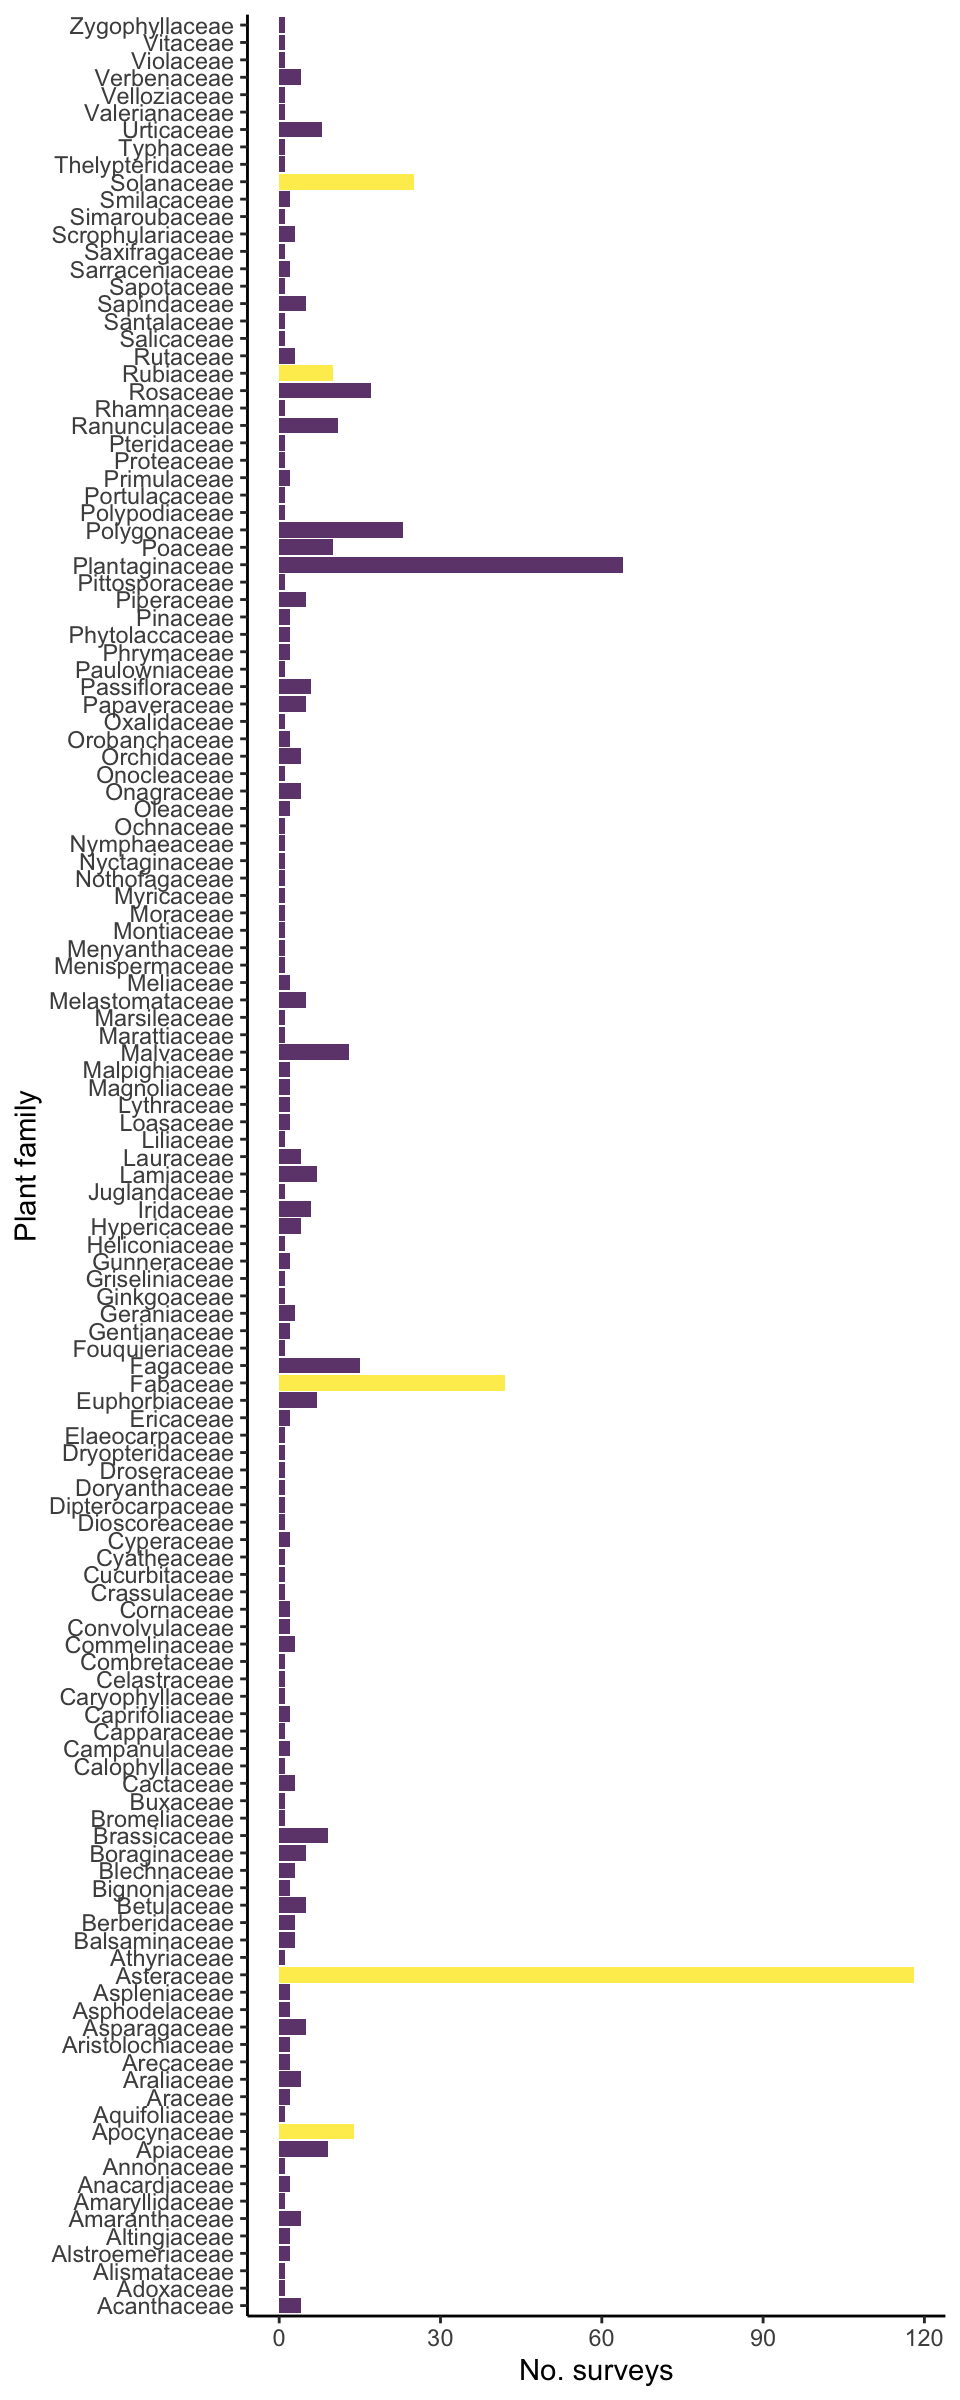 Zygophyllaceae
Vitaceae
Violaceae
Verbenaceae
Velloziaceae
Valerianaceae
Urticaceae
Typhaceae
Thelypteridaceae
Solanaceae
Smilacaceae
Simaroubaceae
Scrophulariaceae
Saxifragaceae
Sarraceniaceae
Sapotaceae
Sapindaceae
Santalaceae
Salicaceae
Rutaceae
Rubiaceae
Rosaceae
Rhamnaceae
Ranunculaceae
Pteridaceae
Proteaceae
Primulaceae
Portulacaceae
Polypodiaceae
Polygonaceae
Poaceae
Plantaginaceae
Pittosporaceae
Piperaceae
Pinaceae
Phytolaccaceae
Phrymaceae
Paulowniaceae
Passifloraceae
Papaveraceae
Oxalidaceae
Orobanchaceae
Orchidaceae
Onocleaceae
Onagraceae
Oleaceae
Ochnaceae
Nymphaeaceae
Nyctaginaceae
Nothofagaceae
Myricaceae
Moraceae
Montiaceae
Menyanthaceae
Menispermaceae
Meliaceae
Melastomataceae
Marsileaceae
Marattiaceae
Malvaceae
Malpighiaceae
Magnoliaceae
Lythraceae
Loasaceae
Liliaceae
Lauraceae
Lamiaceae
Juglandaceae
Iridaceae
Hypericaceae
Heliconiaceae
Gunneraceae
Griseliniaceae
Ginkgoaceae
Geraniaceae
Gentianaceae
Fouquieriaceae
Fagaceae
Fabaceae
Euphorbiaceae
Ericaceae
Elaeocarpaceae
Dryopteridaceae
Droseraceae
Doryanthaceae
Dipterocarpaceae
Dioscoreaceae
Cyperaceae
Cyatheaceae
Cucurbitaceae
Crassulaceae
Cornaceae
Convolvulaceae
Commelinaceae
Combretaceae
Celastraceae
Caryophyllaceae
Caprifoliaceae
Capparaceae
Campanulaceae
Calophyllaceae
Cactaceae
Buxaceae
Bromeliaceae
Brassicaceae
Boraginaceae
Blechnaceae
Bignoniaceae
Betulaceae
Berberidaceae
Balsaminaceae
Athyriaceae
Asteraceae
Aspleniaceae
Asphodelaceae
Asparagaceae
Aristolochiaceae
Arecaceae
Araliaceae
Araceae
Aquifoliaceae
Apocynaceae
Apiaceae
Annonaceae
Anacardiaceae
Amaryllidaceae
Amaranthaceae
Altingiaceae
Alstroemeriaceae
Alismataceae
Adoxaceae
Acanthaceae
Plant family
0 30 60 90 120
No. surveys